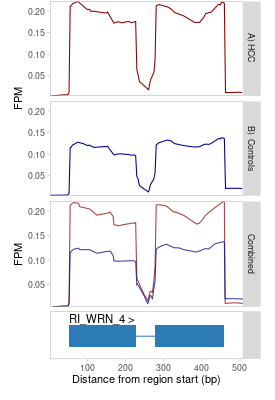 FPM
0.20
0.15
0.10
0.05
A) HCC
0.20
0.15
0.10
0.05
B) Controls
FPM
0.20
0.15
0.10
0.05
Combined
RI_WRN_4 >
100 200 300 400 500
Distance from region start (bp)